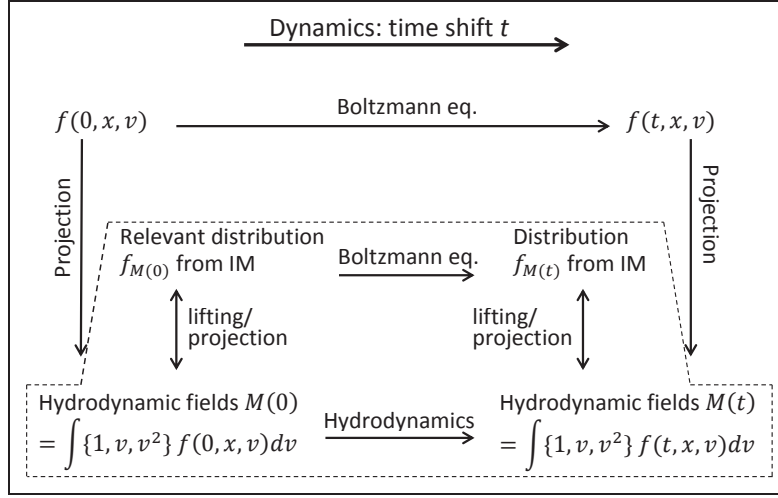 Dynamics: time shift t
Boltzmann eq.
f(0, x, v)
f(t, x, v)
Projection
Projection
Relevant distribution
f_{M(0)} from IM
Boltzmann eq.
Distribution
f_{M(t)} from IM
lifting/
projection
lifting/
projection
Hydrodynamic fields M(0)
= ∫{1, v, v²} f(0, x, v)dv
Hydrodynamics
Hydrodynamic fields M(t)
= ∫{1, v, v²} f(t, x, v)dv